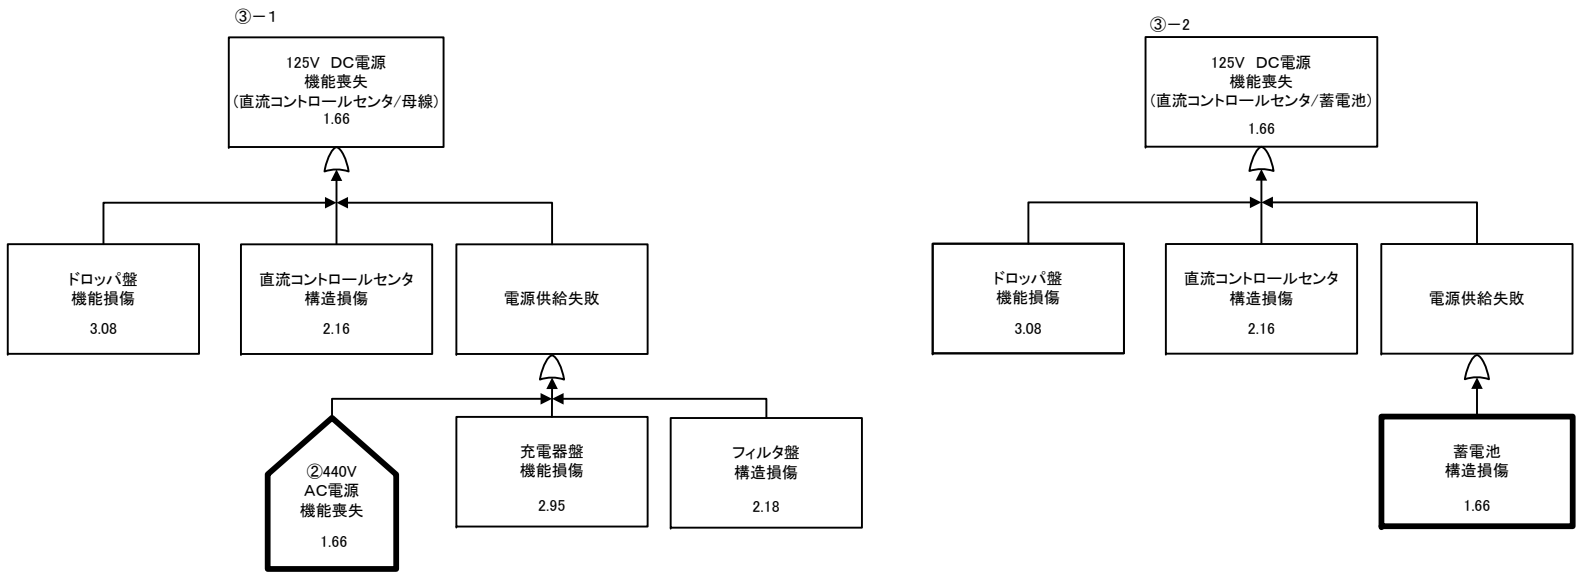 ③－1
125V　DC電源
機能喪失
(直流コントロールセンタ/母線)
1.66
ドロッパ盤
機能損傷
3.08
直流コントロールセンタ
構造損傷
2.16
電源供給失敗
②440V
AC電源
機能喪失
1.66
充電器盤
機能損傷
2.95
フィルタ盤
構造損傷
2.18
③－2
125V　DC電源
機能喪失
(直流コントロールセンタ/蓄電池)
1.66
ドロッパ盤
機能損傷
3.08
直流コントロールセンタ
構造損傷
2.16
電源供給失敗
蓄電池
構造損傷
1.66